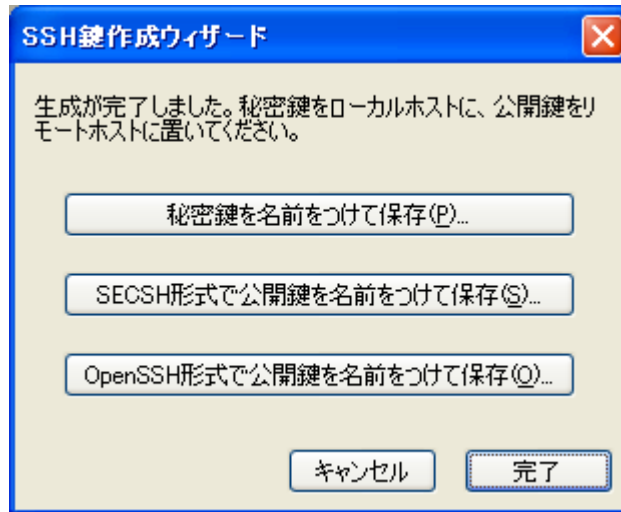 SSH鍵作成ウィザード
生成が完了しました。秘密鍵をローカルホストに、公開鍵をリ
モートホストに置いてください。
秘密鍵を名前をつけて保存(P)...
SECSH形式で公開鍵を名前をつけて保存(S)...
OpenSSH形式で公開鍵を名前をつけて保存(O)...
キャンセル
完了